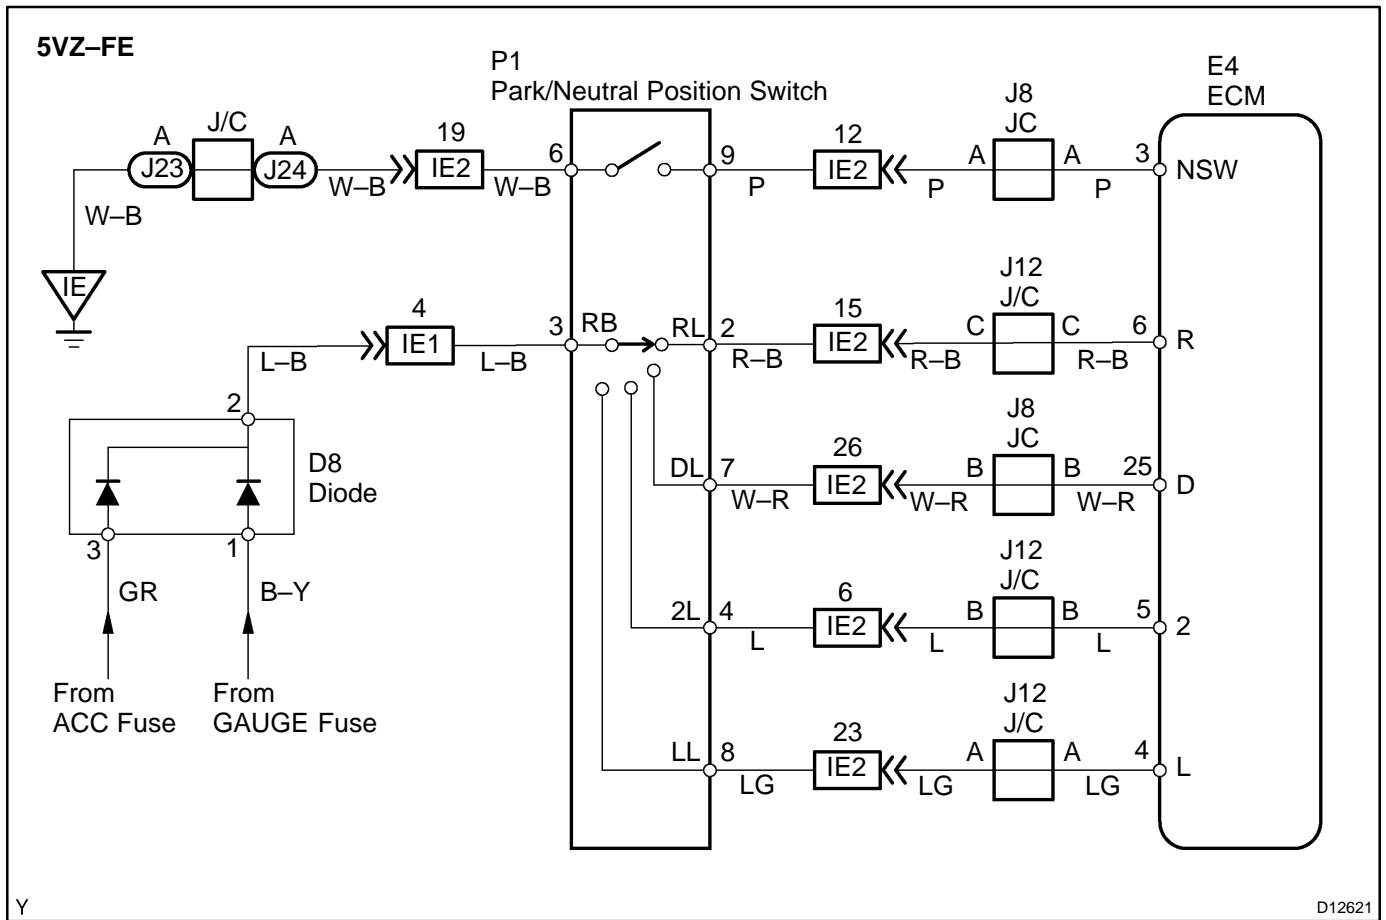 5VZ–FE
P1
Park/Neutral Position Switch
E4
ECM
J/C
A
A
J23
J24
W–B
W–B
IE
19
IE2
W–B
6
9
P
12
IE2
P
J8
JC
A
A
P
3
NSW
4
IE1
L–B
L–B
3
RB
RL
2
R–B
15
IE2
R–B
J12
J/C
C
C
R–B
6
R
2
D8
Diode
3
1
GR
B–Y
From
ACC Fuse
From
GAUGE Fuse
DL
7
W–R
26
IE2
W–R
J8
JC
B
B
W–R
25
D
2L
4
L
6
IE2
L
J12
J/C
B
B
L
5
2
LL
8
LG
23
IE2
LG
J12
J/C
A
A
LG
4
L
Y
D12621